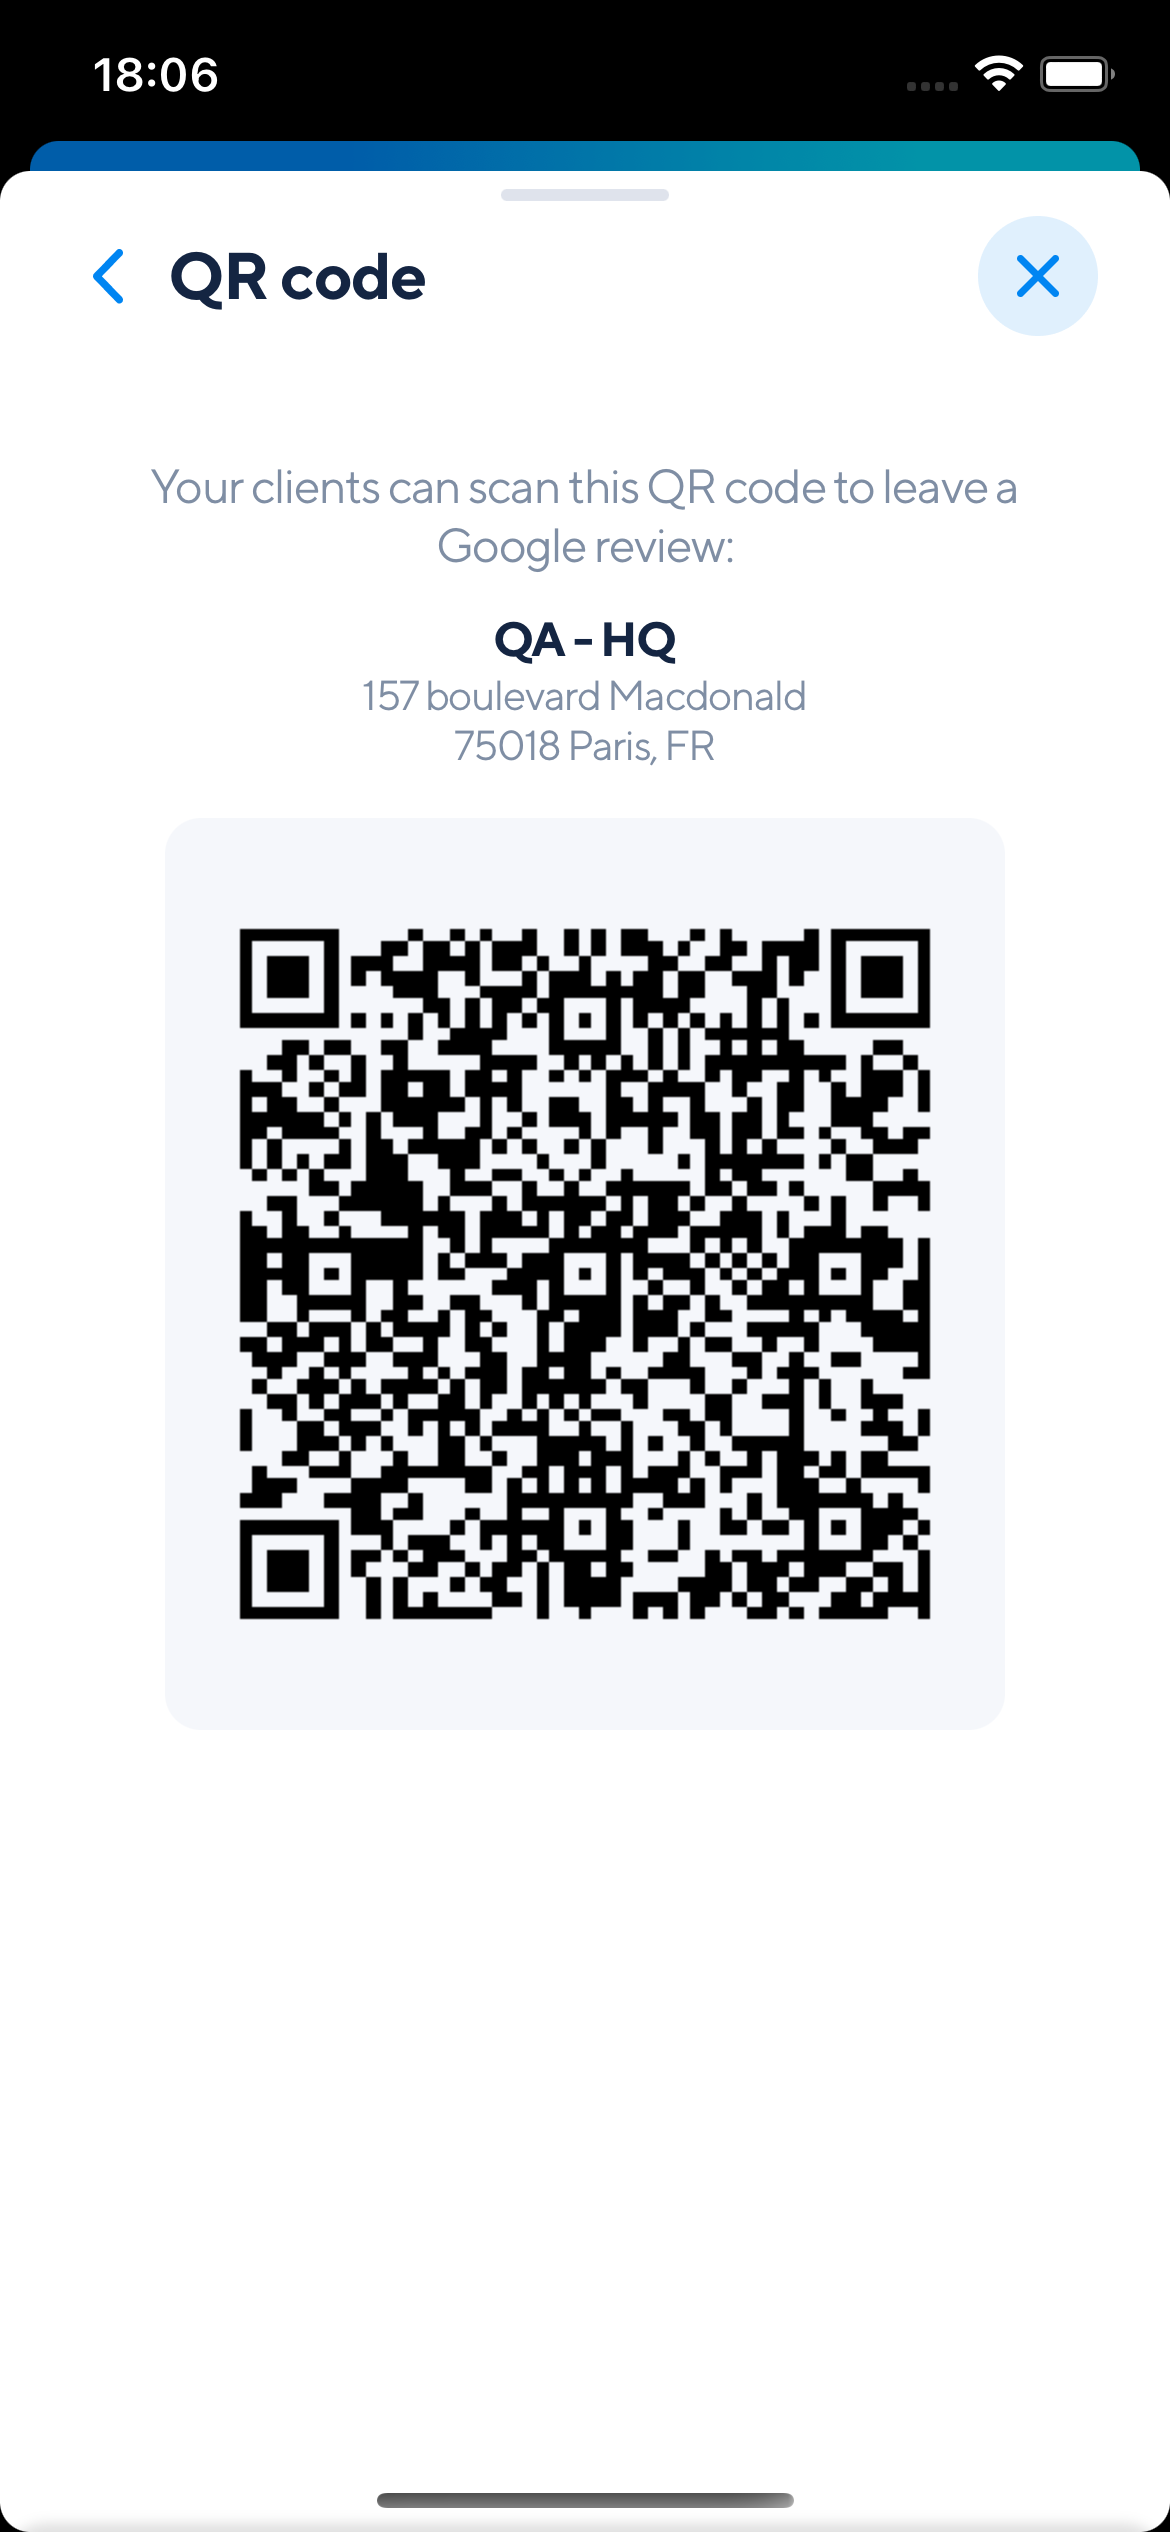 18:06
QR code
Your clients can scan this QR code to leave a
Google review:
QA - HQ
157 boulevard Macdonald
75018 Paris, FR